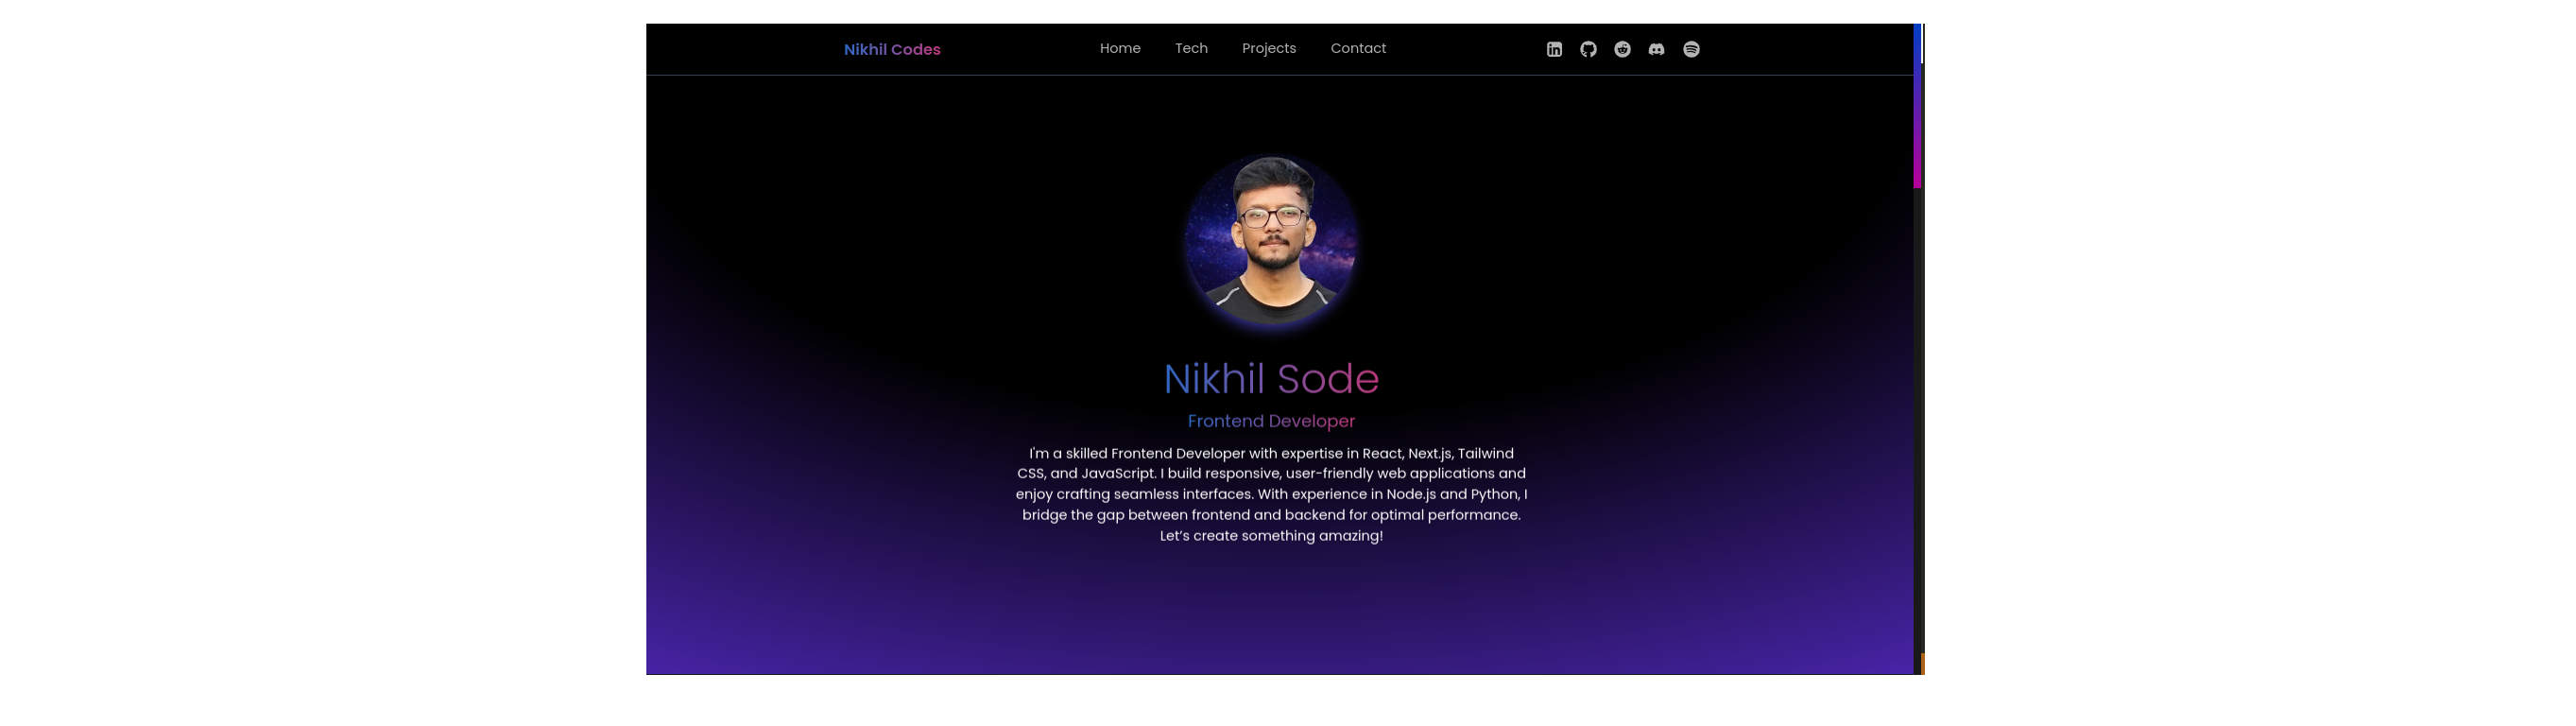 Nikhil Codes
Home Tech Projects Contact
Nikhil Sode
Frontend Developer
I'm a skilled Frontend Developer with expertise in React, Next.js, Tailwind
CSS, and JavaScript. I build responsive, user-friendly web applications and
enjoy crafting seamless interfaces. With experience in Node.js and Python, I
bridge the gap between frontend and backend for optimal performance.
Let’s create something amazing!